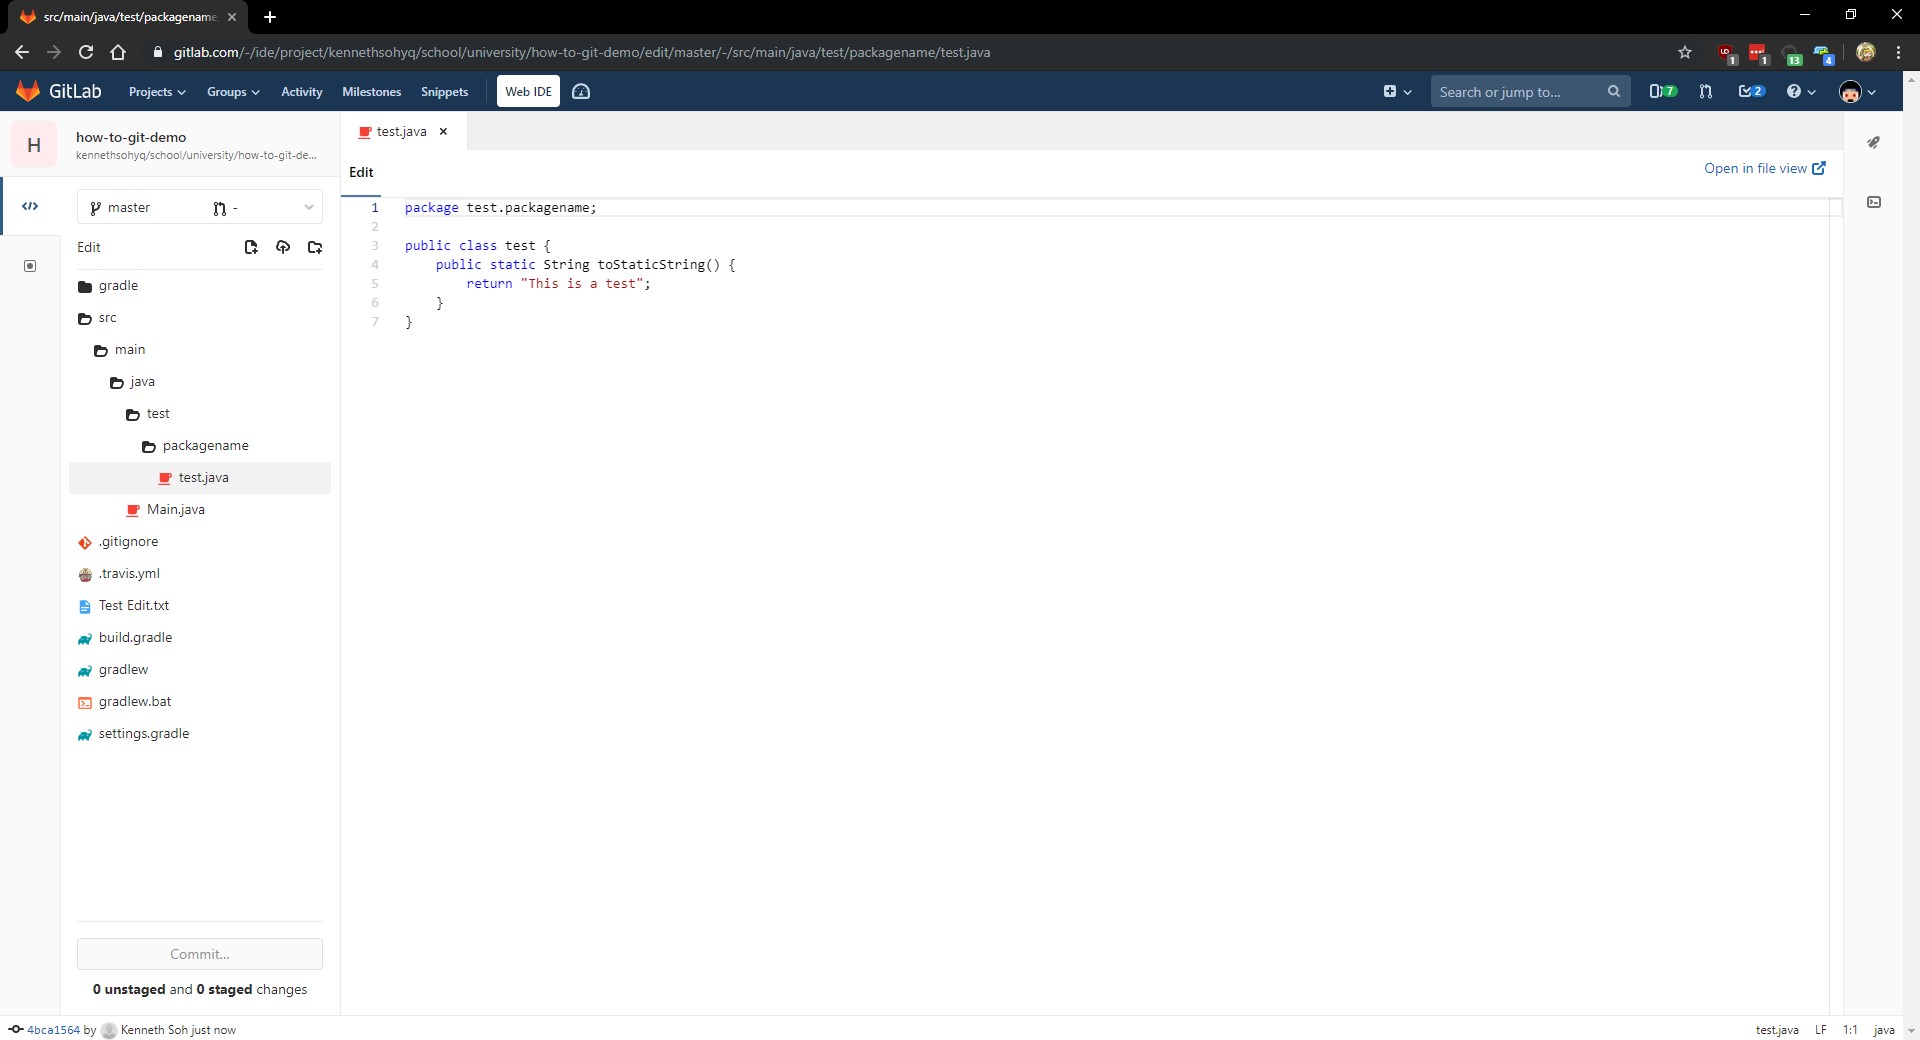 src/main/java/test/packagename
gitlab.com/-/ide/project/kennethsohyq/school/university/how-to-git-demo/edit/master/-/src/main/java/test/packagename/test.java
1 1 13 4
GitLab Projects Groups Activity Milestones Snippets Web IDE Search or jump to... 7 2
H
how-to-git-demo
kennethsohyq/school/university/how-to-git-de...
master -
Edit
gradle
src
main
java
test
packagename
test.java
Main.java
.gitignore
.travis.yml
Test Edit.txt
build.gradle
gradlew
gradlew.bat
settings.gradle
Commit...
0 unstaged and 0 staged changes
test.java
Edit
Open in file view
1 package test.packagename;
2
3 public class test {
4     public static String toStaticString() {
5         return "This is a test";
6     }
7 }
4bca1564 by Kenneth Soh just now
test.java LF 1:1 java